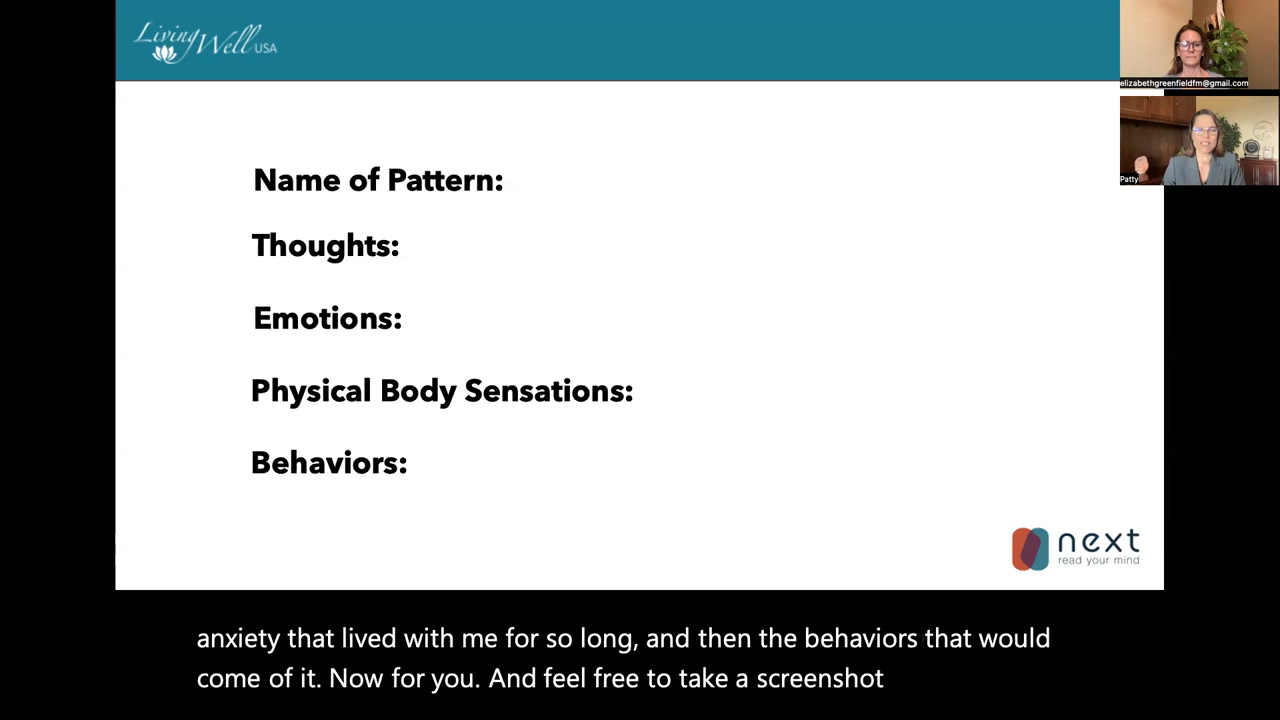 Living Well USA
elizabethgreenfieldfm@gmail.com
Patty
Name of Pattern:
Thoughts:
Emotions:
Physical Body Sensations:
Behaviors:
next
read your mind
anxiety that lived with me for so long, and then the behaviors that would
come of it. Now for you. And feel free to take a screenshot